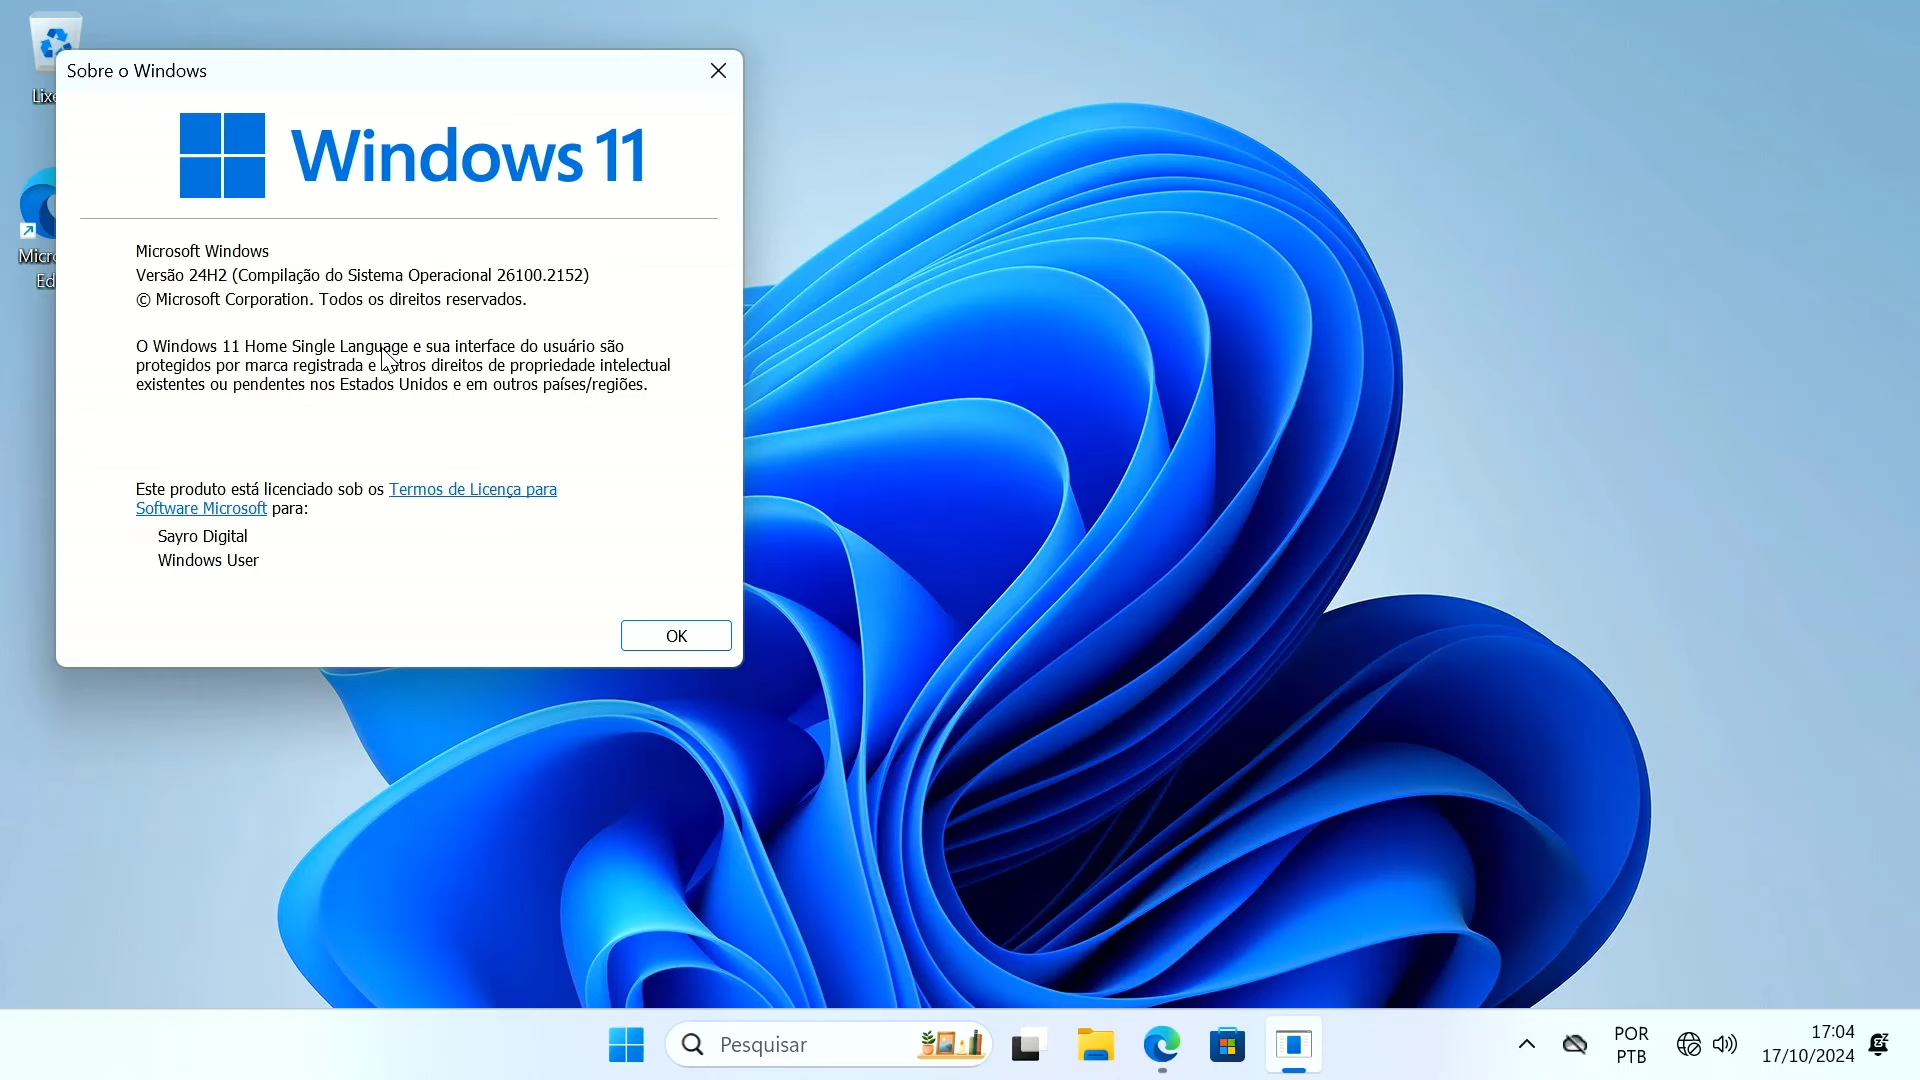 Lixe
Sobre o Windows
Windows 11
Micro
Ed
Microsoft Windows
Versão 24H2 (Compilação do Sistema Operacional 26100.2152)
© Microsoft Corporation. Todos os direitos reservados.
O Windows 11 Home Single Language e sua interface do usuário são
protegidos por marca registrada e outros direitos de propriedade intelectual
existentes ou pendentes nos Estados Unidos e em outros países/regiões.
Este produto está licenciado sob os Termos de Licença para
Software Microsoft para:
Sayro Digital
Windows User
OK
Pesquisar
POR
PTB
17:04
17/10/2024